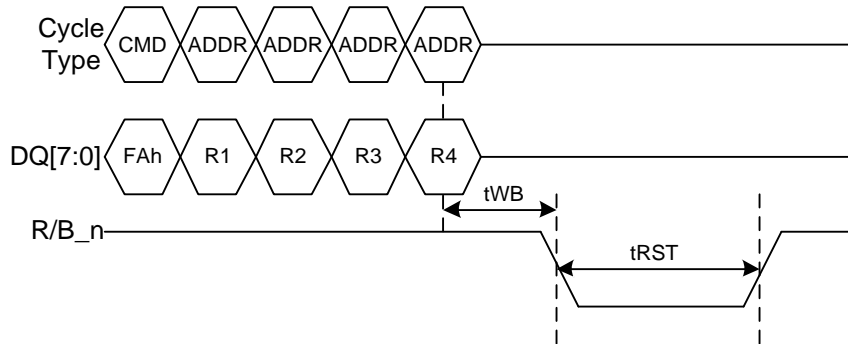 Cycle Type
CMD ADDR ADDR ADDR ADDR
DQ[7:0] FAh R1 R2 R3 R4
tWB
R/B_n
tRST